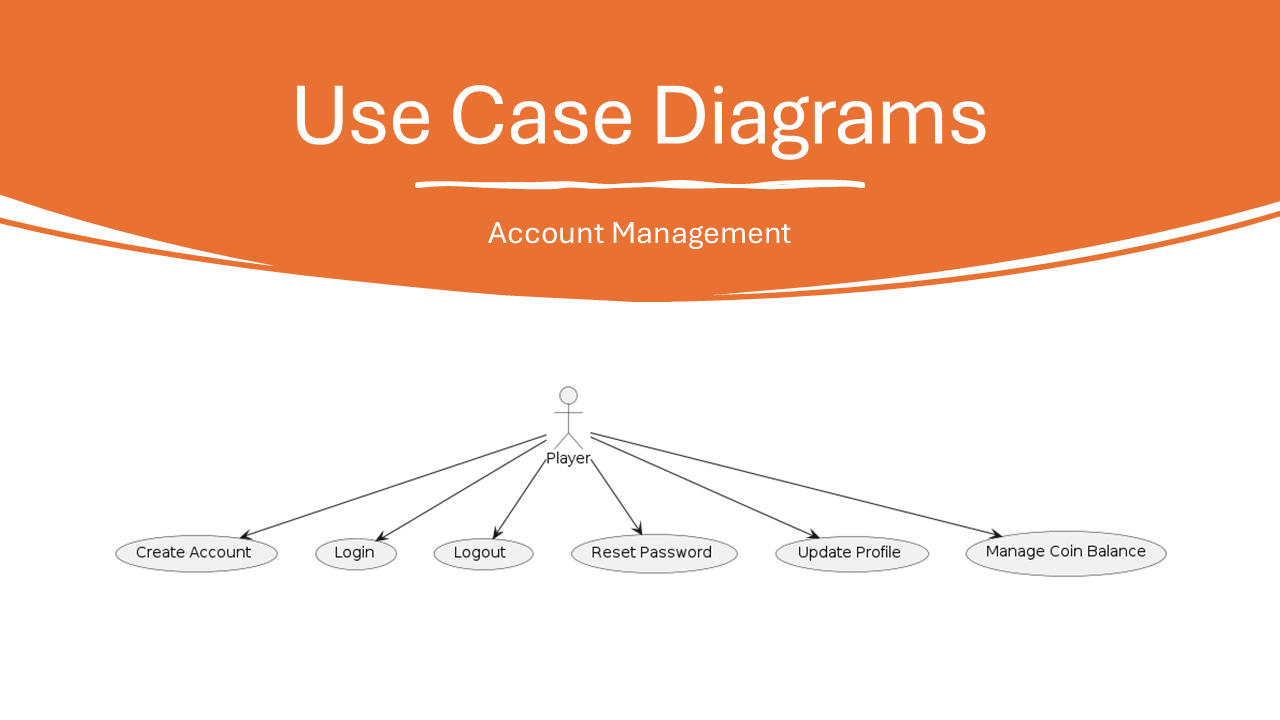 Use Case Diagrams
Account Management
Player
Create Account
Login
Logout
Reset Password
Update Profile
Manage Coin Balance